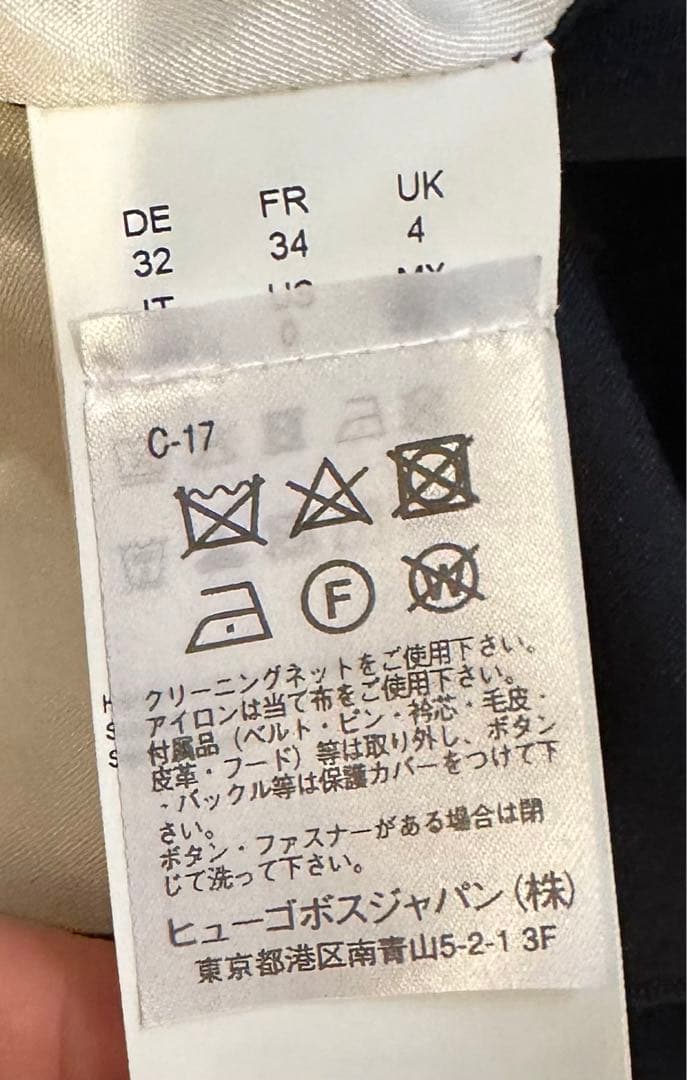 DE FR UK
32 34 4
IT US MY
0
C-17
F
W
クリーニングネットをご使用下さい。
アイロンは当て布をご使用下さい。
付属品(ベルト・ピン・衿芯・毛皮・
皮革・フード)等は取り外し、ボタン
・バックル等は保護カバーをつけて下
さい。
ボタン・ファスナーがある場合は閉
じて洗って下さい。
ヒューゴボスジャパン(株)
東京都港区南青山5-2-1 3F
H
S
S